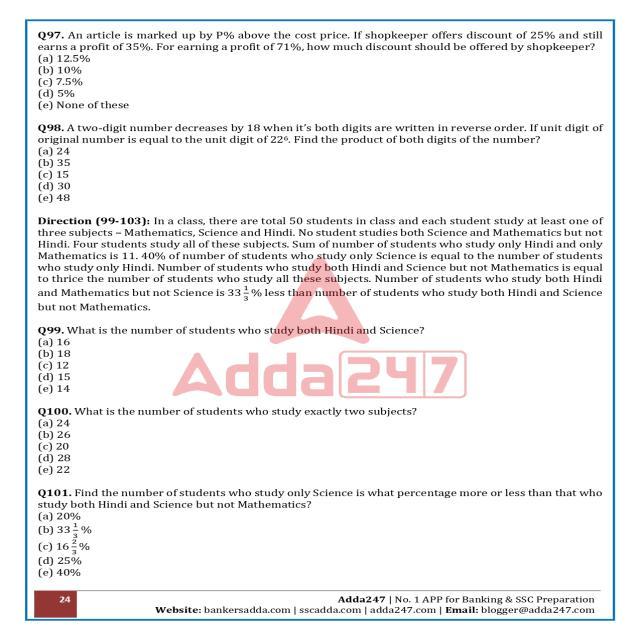 Q97. An article is marked up by P% above the cost price. If shopkeeper offers discount of 25% and still
earns a profit of 35%. For earning a profit of 71%, how much discount should be offered by shopkeeper?
(a) 12.5%
(b) 10%
(c) 7.5%
(d) 5%
(e) None of these
Q98. A two-digit number decreases by 18 when it's both digits are written in reverse order. If unit digit of
original number is equal to the unit digit of 22⁶. Find the product of both digits of the number?
(a) 24
(b) 35
(c) 15
(d) 30
(e) 48
Direction (99-103): In a class, there are total 50 students in class and each student study at least one of
three subjects – Mathematics, Science and Hindi. No student studies both Science and Mathematics but not
Hindi. Four students study all of these subjects. Sum of number of students who study only Hindi and only
Mathematics is 11. 40% of number of students who study only Science is equal to the number of students
who study only Hindi. Number of students who study both Hindi and Science but not Mathematics is equal
to thrice the number of students who study all these subjects. Number of students who study both Hindi
and Mathematics but not Science is 33 1/3 % less than number of students who study both Hindi and Science
but not Mathematics.
Q99. What is the number of students who study both Hindi and Science?
(a) 16
(b) 18
(c) 12
(d) 15
(e) 14
Adda247
Q100. What is the number of students who study exactly two subjects?
(a) 24
(b) 26
(c) 20
(d) 28
(e) 22
Q101. Find the number of students who study only Science is what percentage more or less than that who
study both Hindi and Science but not Mathematics?
(a) 20%
(b) 33 1/3 %
(c) 16 2/3 %
(d) 25%
(e) 40%
24
Adda247 | No. 1 APP for Banking & SSC Preparation
Website: bankersadda.com | sscadda.com | adda247.com | Email: blogger@adda247.com